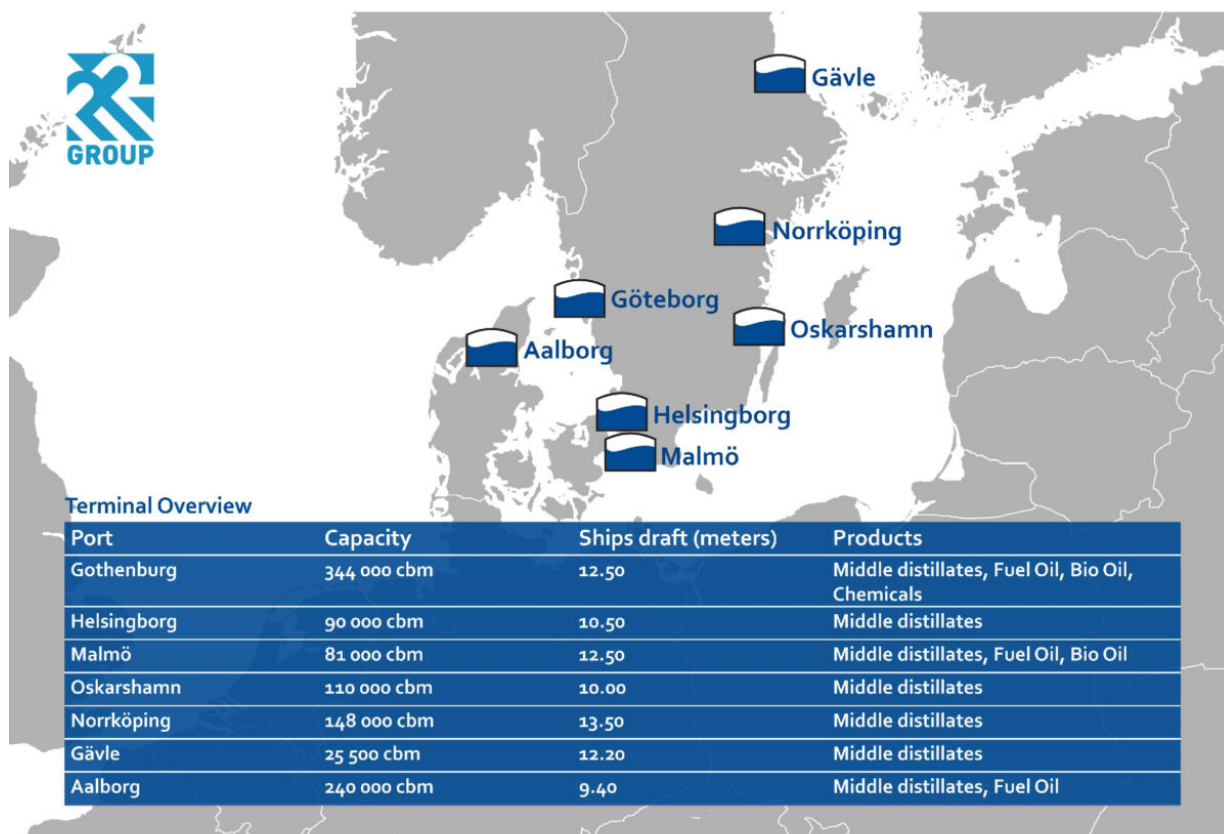 GROUP
Gävle
Norrköping
Göteborg
Oskarshamn
Aalborg
Helsingborg
Malmö
Terminal Overview
Port Capacity Ships draft (meters) Products
Gothenburg 344 000 cbm 12.50 Middle distillates, Fuel Oil, Bio Oil,
Chemicals
Helsingborg 90 000 cbm 10.50 Middle distillates
Malmö 81 000 cbm 12.50 Middle distillates, Fuel Oil, Bio Oil
Oskarshamn 110 000 cbm 10.00 Middle distillates
Norrköping 148 000 cbm 13.50 Middle distillates
Gävle 25 500 cbm 12.20 Middle distillates
Aalborg 240 000 cbm 9.40 Middle distillates, Fuel Oil